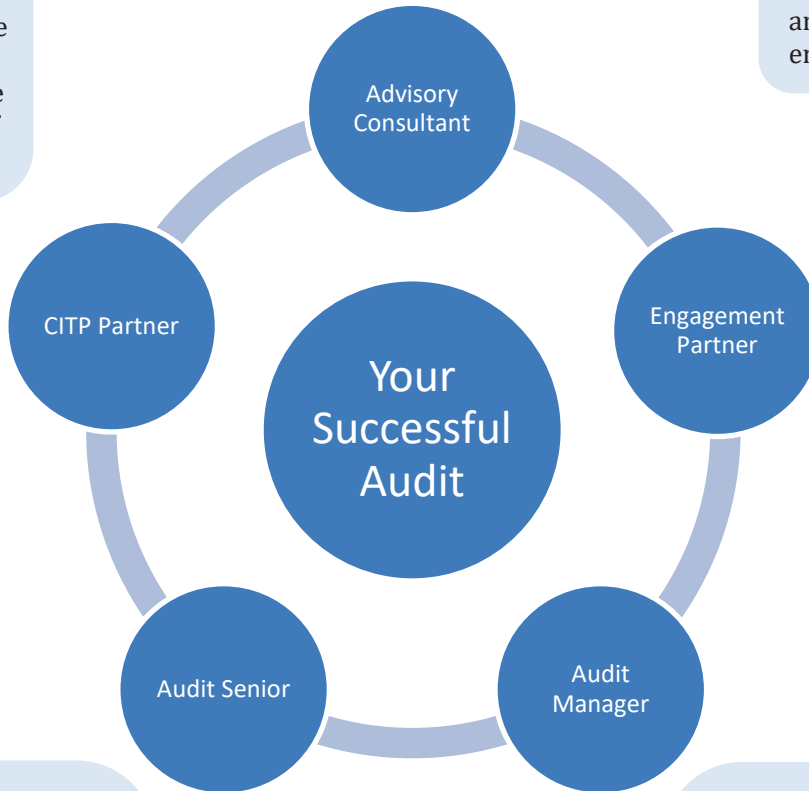 Advisory
Consultant
Engagement
Partner
CITP Partner
Your
Successful
Audit
Audit Senior
Audit
Manager